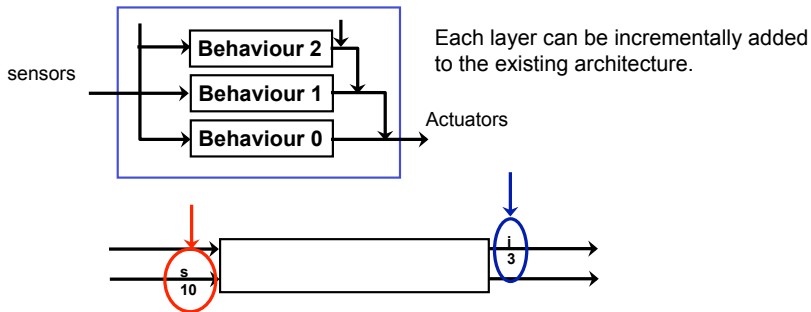 Behaviour 2
Each layer can be incrementally added
to the existing architecture.
sensors
Behaviour 1
Actuators
Behaviour 0
s
10
i
3